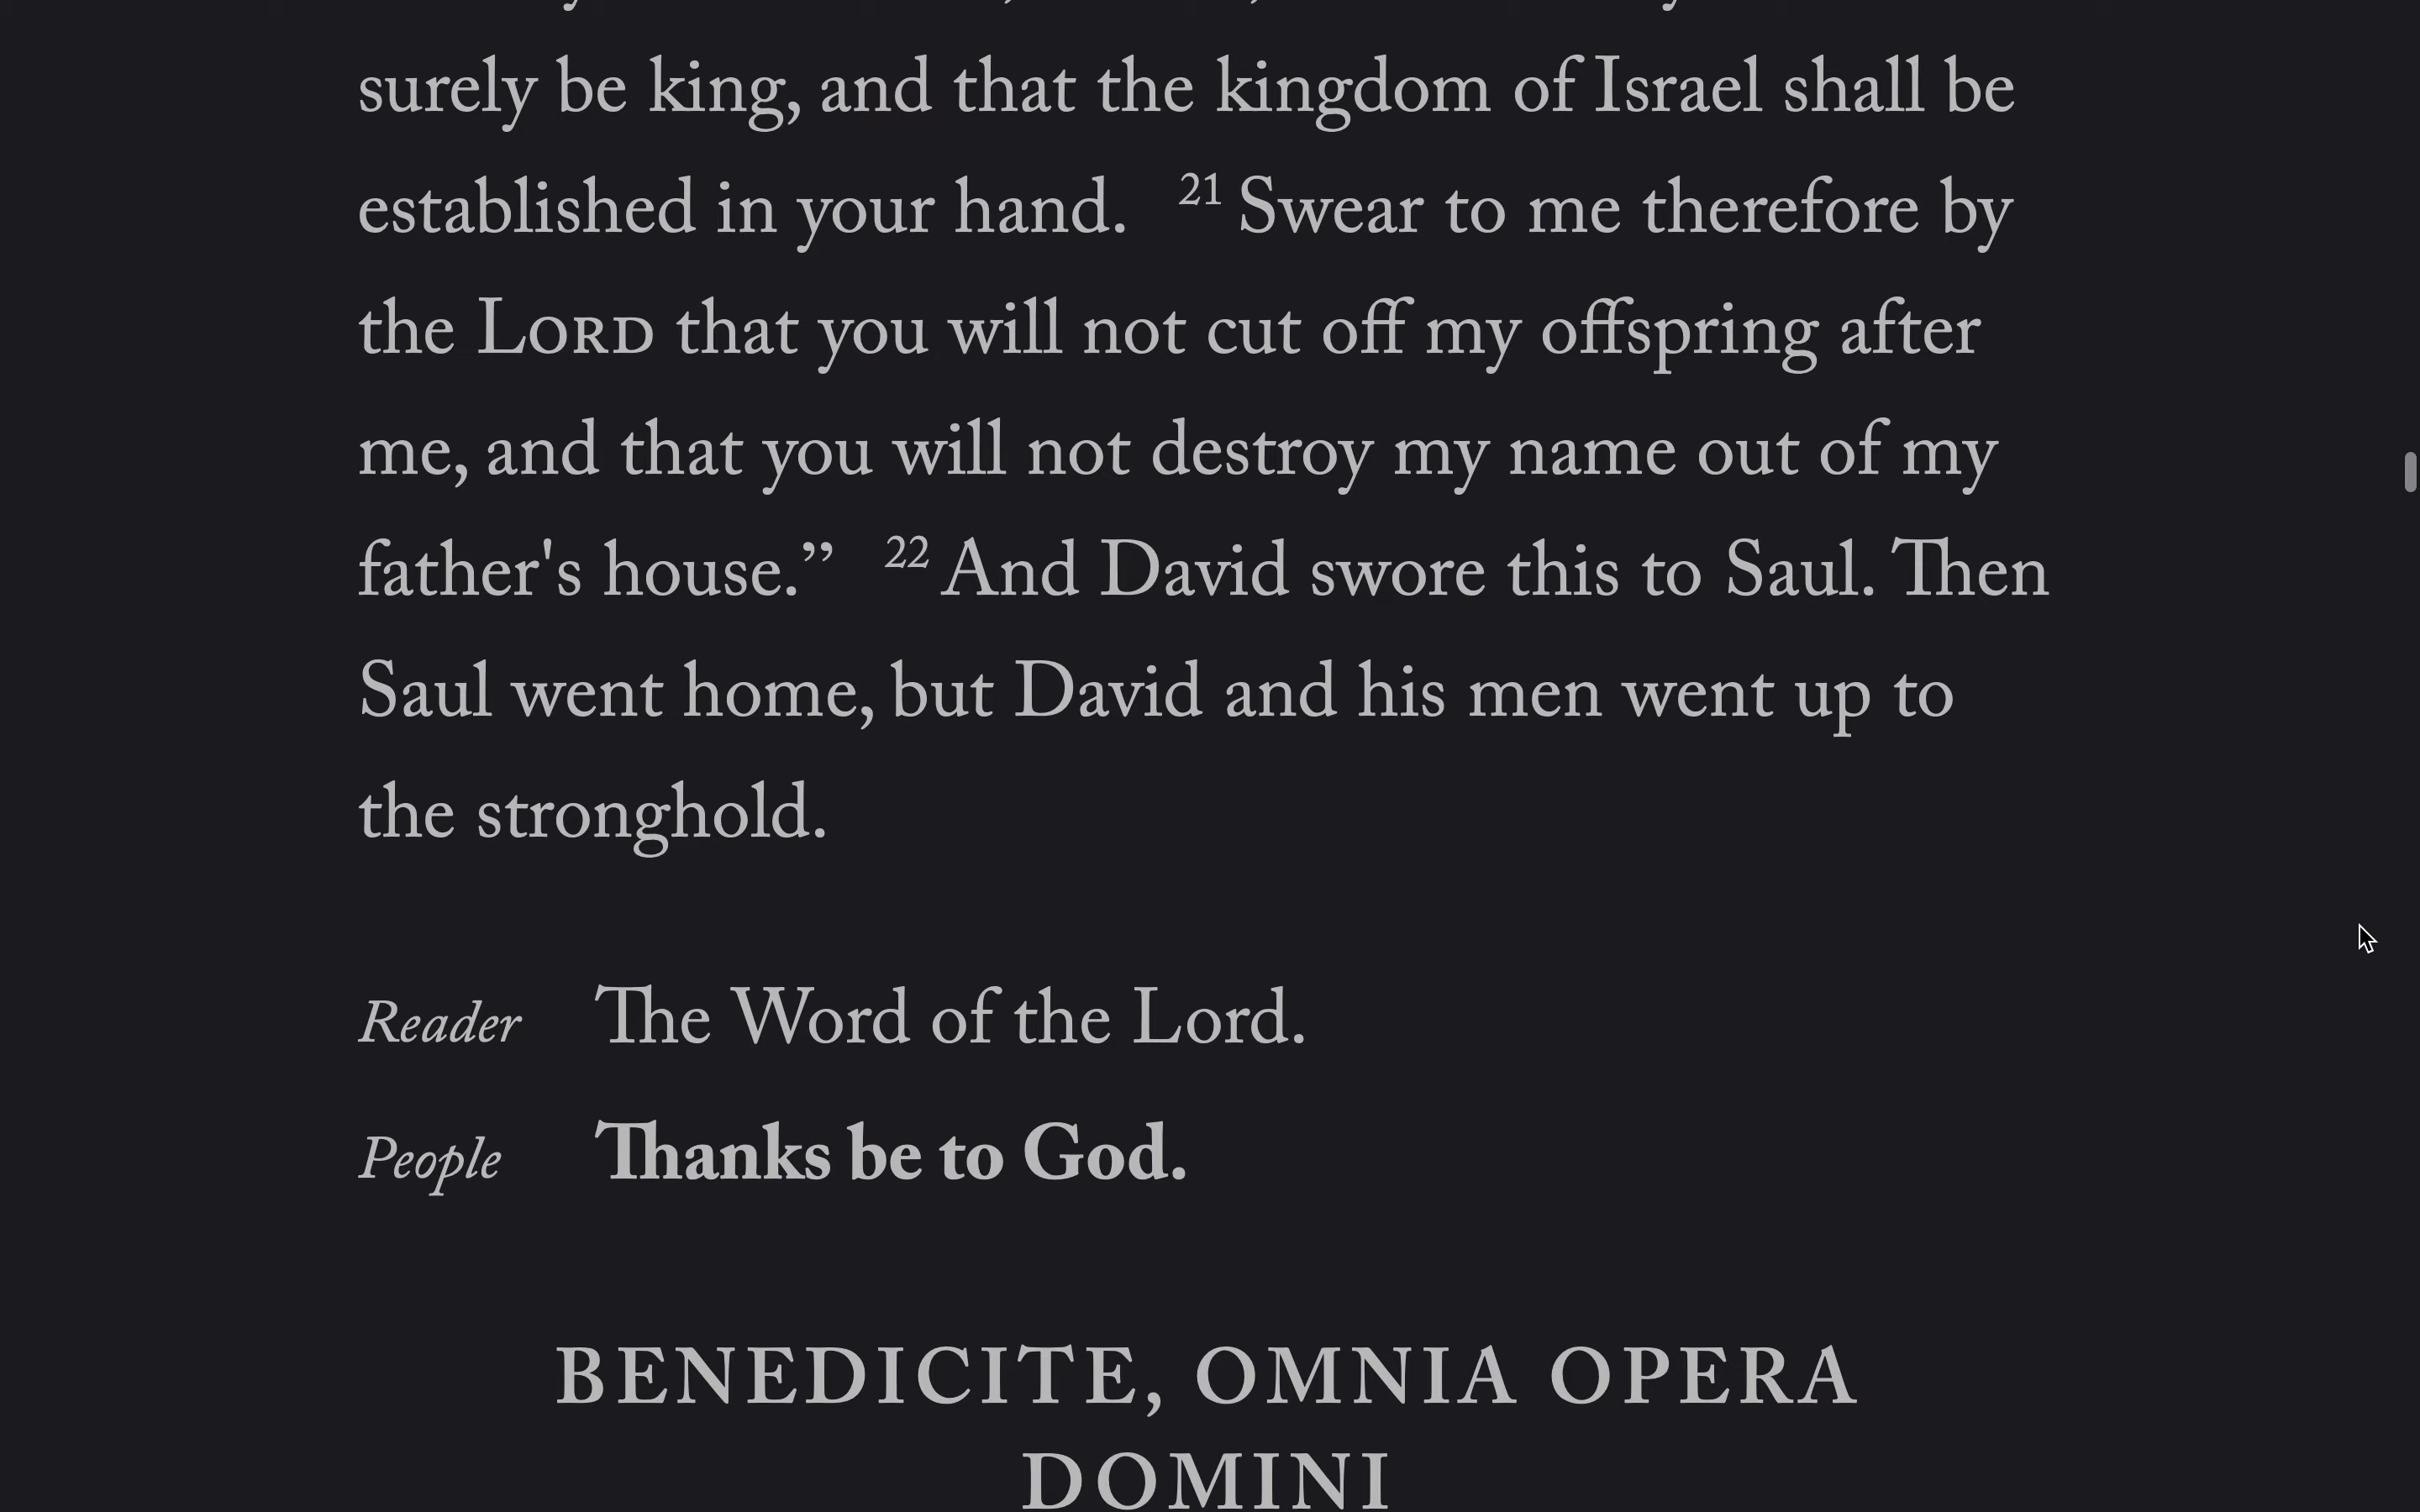 surely be king, and that the kingdom of Israel shall be
established in your hand. 21 Swear to me therefore by
the LORD that you will not cut off my offspring after
me, and that you will not destroy my name out of my
father's house.” 22 And David swore this to Saul. Then
Saul went home, but David and his men went up to
the stronghold.
Reader The Word of the Lord.
People Thanks be to God.
BENEDICITE, OMNIA OPERA
DOMINI